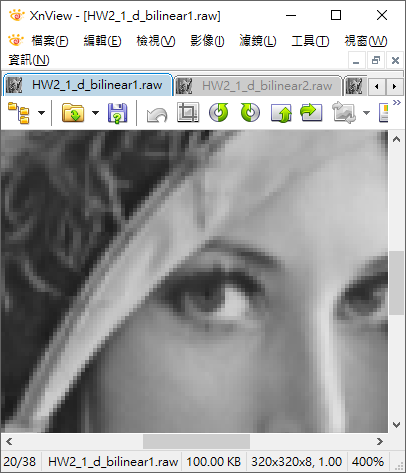 XnView - [HW2_1_d_bilinear1.raw]
檔案(F) 編輯(E) 檢視(V) 影像(I) 濾鏡(L) 工具(T) 視窗(W)
資訊(N)
HW2_1_d_bilinear1.raw HW2_1_d_bilinear2.raw
20/38 HW2_1_d_bilinear1.raw 100.00 KB 320x320x8, 1.00 400%